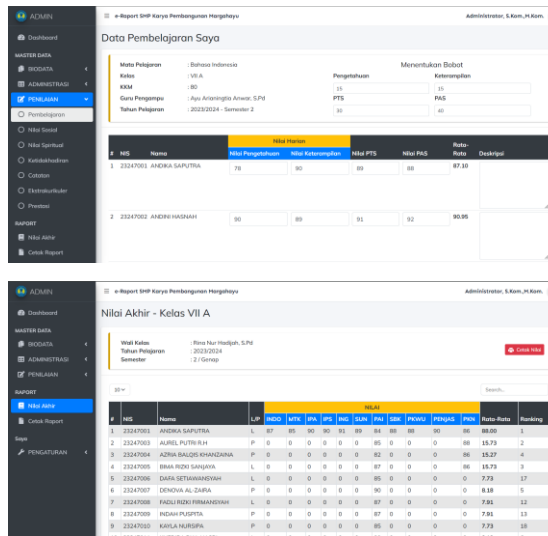 ADMIN
e-Raport SMP Karya Pembangunan Margahayu
Administrator, S.Kom.,M.Kom.
Dashboard
MASTER DATA
BIODATA
ADMINISTRASI
PENILAIAN
Pembelajaran
Nilai Sosial
Nilai Spiritual
Ketidakhadiran
Catatan
Ekstrakurikuler
Prestasi
RAPORT
Nilai Akhir
Cetak Raport
Data Pembelajaran Saya
Mata Pelajaran : Bahasa Indonesia
Kelas : VII A
KKM : 80
Guru Pengampu : Ayu Arianingtia Anwar, S.Pd
Tahun Pelajaran : 2023/2024 - Semester 2
Menentukan Bobot
Pengetahuan Keterampilan
15 15
PTS PAS
30 40
Nilai Harian
# NIS Nama Nilai Pengetahuan Nilai Keterampilan Nilai PTS Nilai PAS Rata-Rata Deskripsi
1 23247001 ANDIKA SAPUTRA 78 90 89 88 87.10
2 23247002 ANDINI HASNAH 90 89 91 92 90.95
ADMIN
e-Raport SMP Karya Pembangunan Margahayu
Administrator, S.Kom.,M.Kom.
Dashboard
MASTER DATA
BIODATA
ADMINISTRASI
PENILAIAN
RAPORT
Nilai Akhir
Cetak Raport
Saya
PENGATURAN
Nilai Akhir - Kelas VII A
Wali Kelas : Rina Nur Hadijah, S.Pd
Tahun Pelajaran : 2023/2024
Semester : 2 / Genap
Cetak Nilai
10
Search...
NILAI
# NIS Nama L/P INDO MTK IPA IPS ING SUN PAI SBK PKWU PENJAS PKN Rata-Rata Ranking
1 23247001 ANDIKA SAPUTRA L 87 85 90 90 91 89 84 88 88 90 86 88.00 1
2 23247003 AUREL PUTRI R.H P 0 0 0 0 0 0 85 0 0 0 88 15.73 2
3 23247004 AZRIA BALQIS KHANZAINA P 0 0 0 0 0 0 82 0 0 0 86 15.27 4
4 23247005 BIMA RIZKI SANJAYA L 0 0 0 0 0 0 87 0 0 0 86 15.73 3
5 23247006 DAFA SETIAWANSYAH L 0 0 0 0 0 0 85 0 0 0 0 7.73 17
6 23247007 DENOVA AL-ZAIRA P 0 0 0 0 0 0 90 0 0 0 0 8.18 5
7 23247008 FADLI RIZKI FIRMANSYAH L 0 0 0 0 0 0 87 0 0 0 0 7.91 12
8 23247009 INDAH PUSPITA P 0 0 0 0 0 0 87 0 0 0 0 7.91 13
9 23247010 KAYLA NURSIFA P 0 0 0 0 0 0 85 0 0 0 0 7.73 18